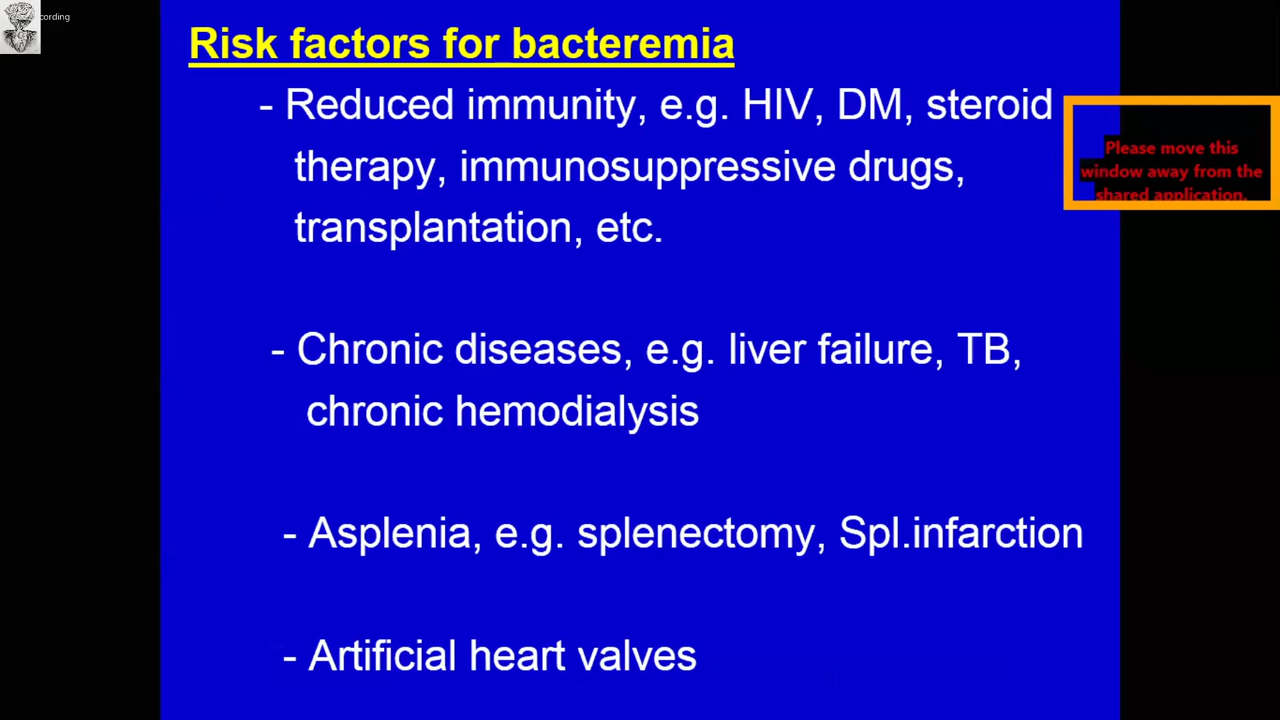 cording
Risk factors for bacteremia
- Reduced immunity, e.g. HIV, DM, steroid
therapy, immunosuppressive drugs,
transplantation, etc.
Please move this
window away from the
shared application.
- Chronic diseases, e.g. liver failure, TB,
chronic hemodialysis
- Asplenia, e.g. splenectomy, Spl.infarction
- Artificial heart valves